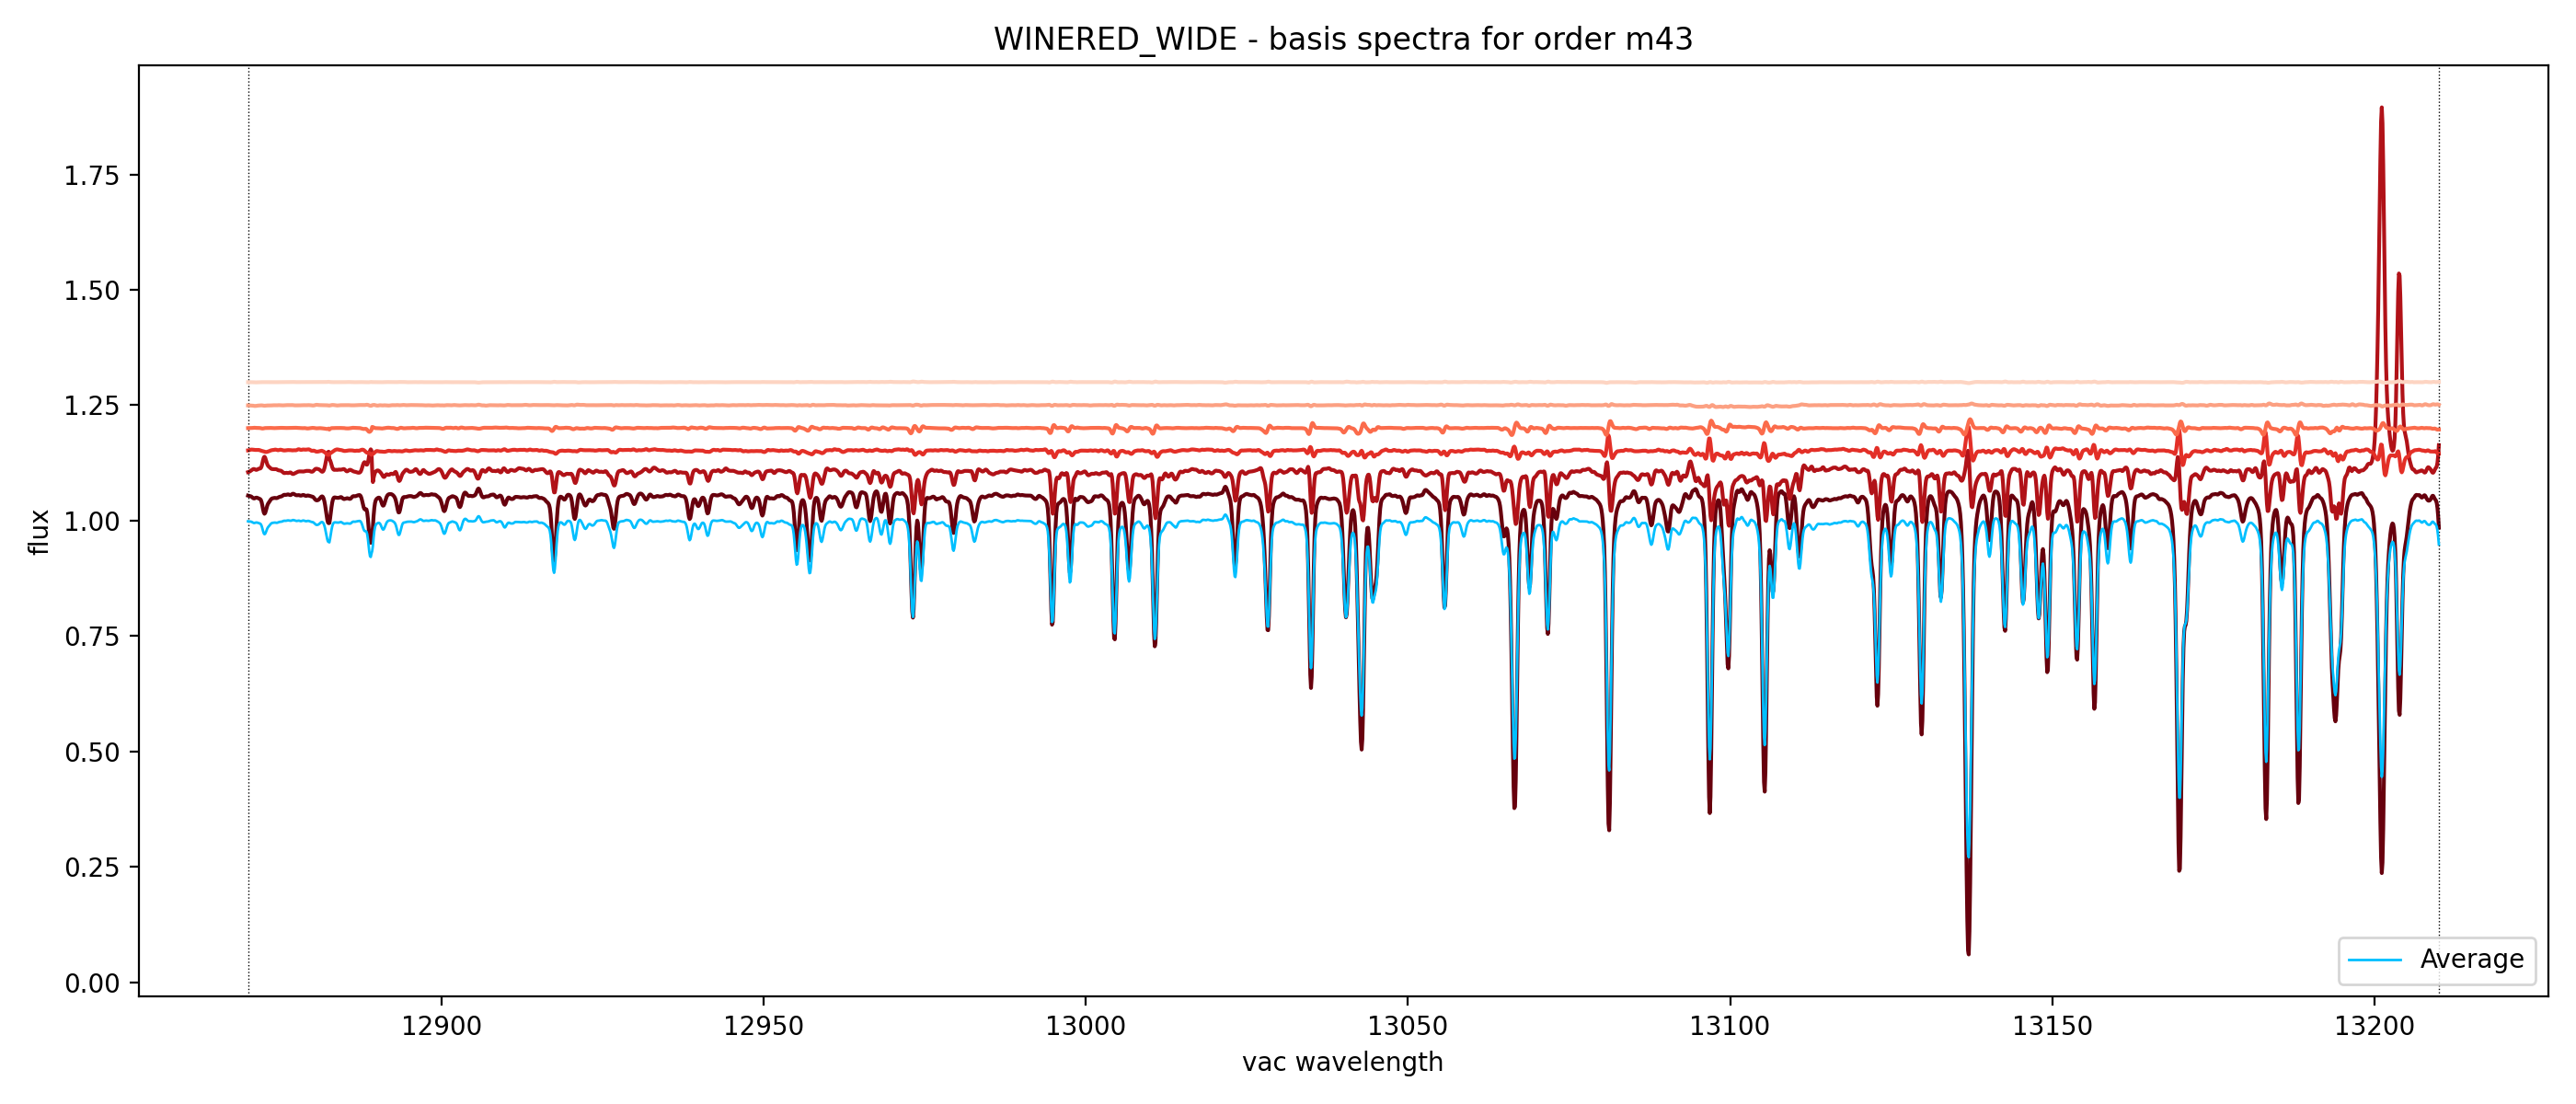 WINERED_WIDE - basis spectra for order m43
flux
1.75
1.50
1.25
1.00
0.75
0.50
0.25
0.00
Average
12900 12950 13000 13050 13100 13150 13200
vac wavelength